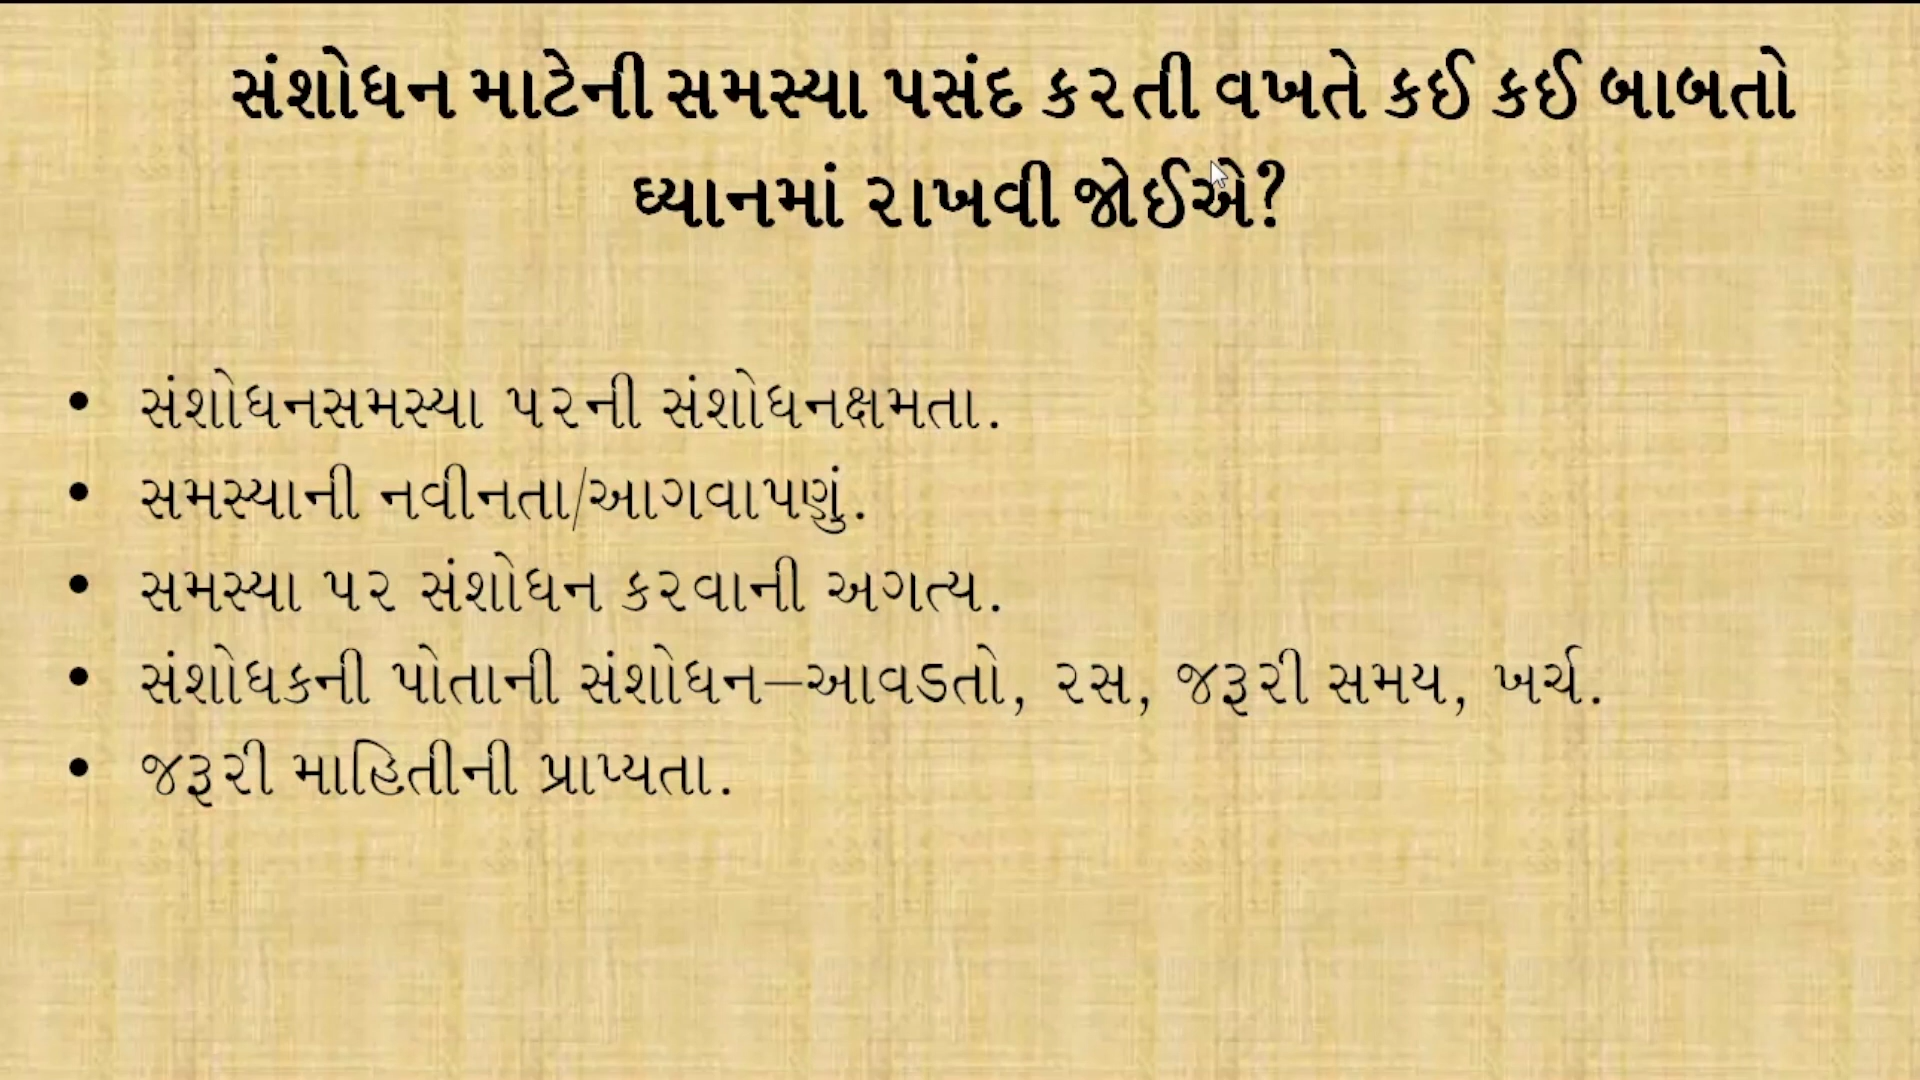 સંશોધન માટેની સમસ્યા પસંદ કરતી વખતે કઈ કઈ બાબતો
ધ્યાનમાં રાખવી જોઈએ?
• સંશોધનસમસ્યા પરની સંશોધનક્ષમતા.
• સમસ્યાની નવીનતા/આગવાપણું.
• સમસ્યા પર સંશોધન કરવાની અગત્ય.
• સંશોધકની પોતાની સંશોધન–આવડતો, રસ, જરૂરી સમય, ખર્ચ.
• જરૂરી માહિતીની પ્રાપ્યતા.